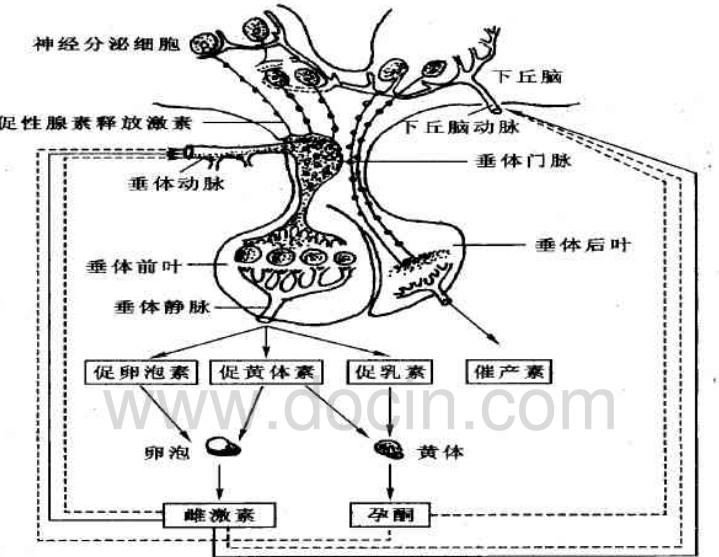 神经分泌细胞
下丘脑
促性腺素释放激素
下丘脑动脉
垂体门脉
垂体动脉
垂体后叶
垂体前叶
垂体静脉
促卵泡素
促黄体素
促乳素
催产素
www.docin.com
卵泡
黄体
雌激素
孕酮